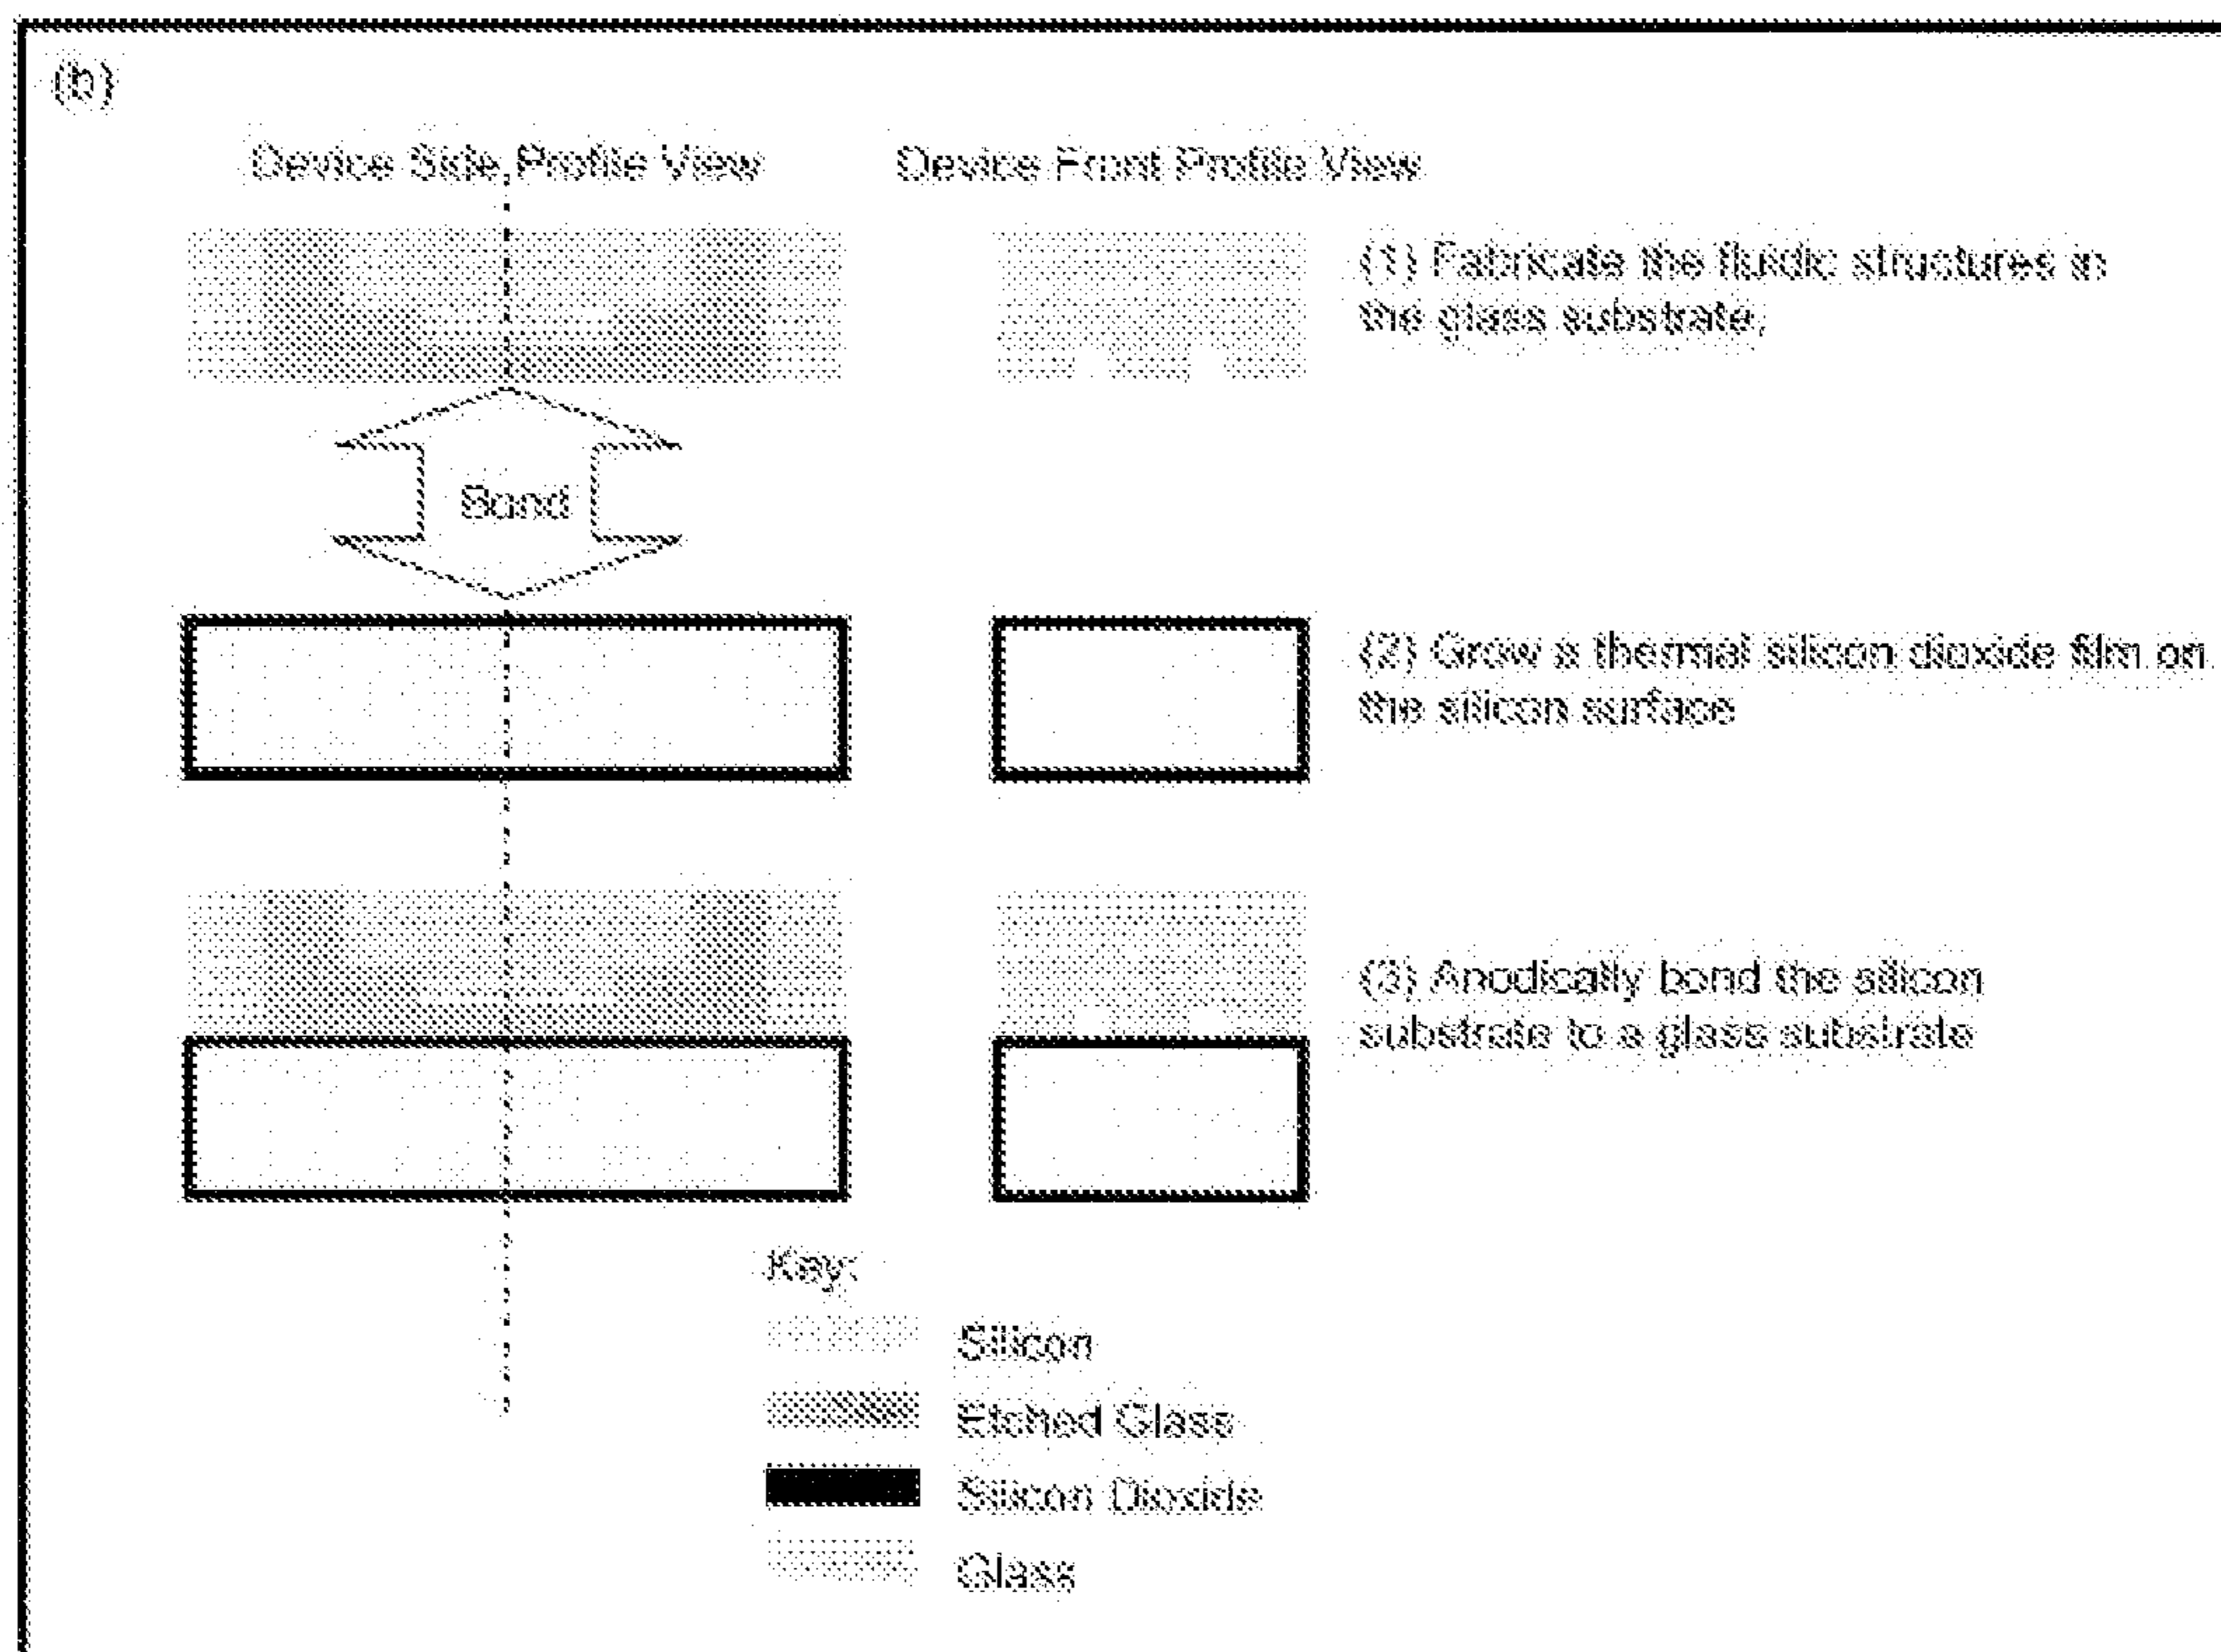 (b)
Device Side Profile View
Device Front Profile View
(1) Fabricate the fluidic structures in
the glass substrate,
Bond
(2) Grow a thermal silicon dioxide film on
the silicon surface
(3) Anodically bond the silicon
substrate to a glass substrate
Key:
Silicon
Etched Glass
Silicon Dioxide
Glass